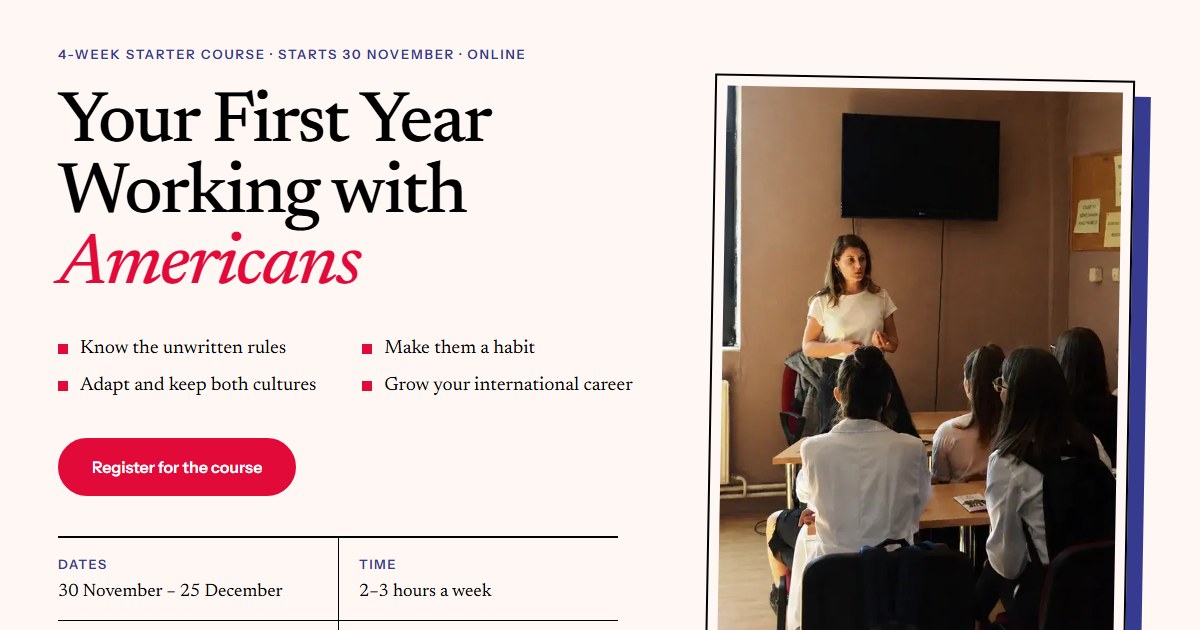 4-WEEK STARTER COURSE · STARTS 30 NOVEMBER · ONLINE
Your First Year
Working with
Americans
Know the unwritten rules
Make them a habit
Adapt and keep both cultures
Grow your international career
Register for the course
DATES
30 November – 25 December
TIME
2–3 hours a week